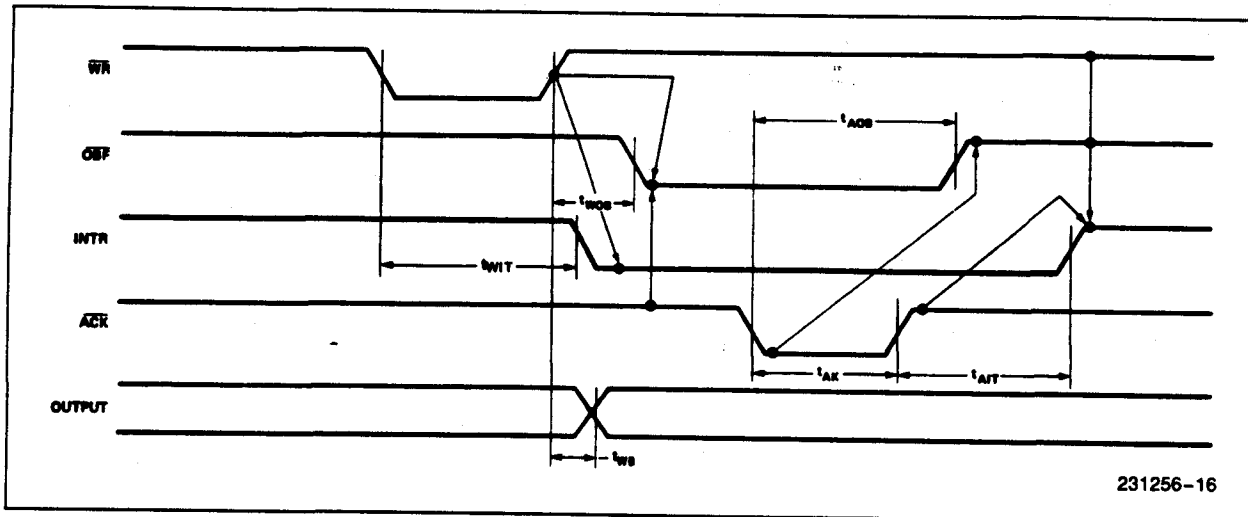 WR
OBF
INTR
ACK
OUTPUT
tAOB
tWOB
tWIT
tAK
tAIT
tWB
231256-16